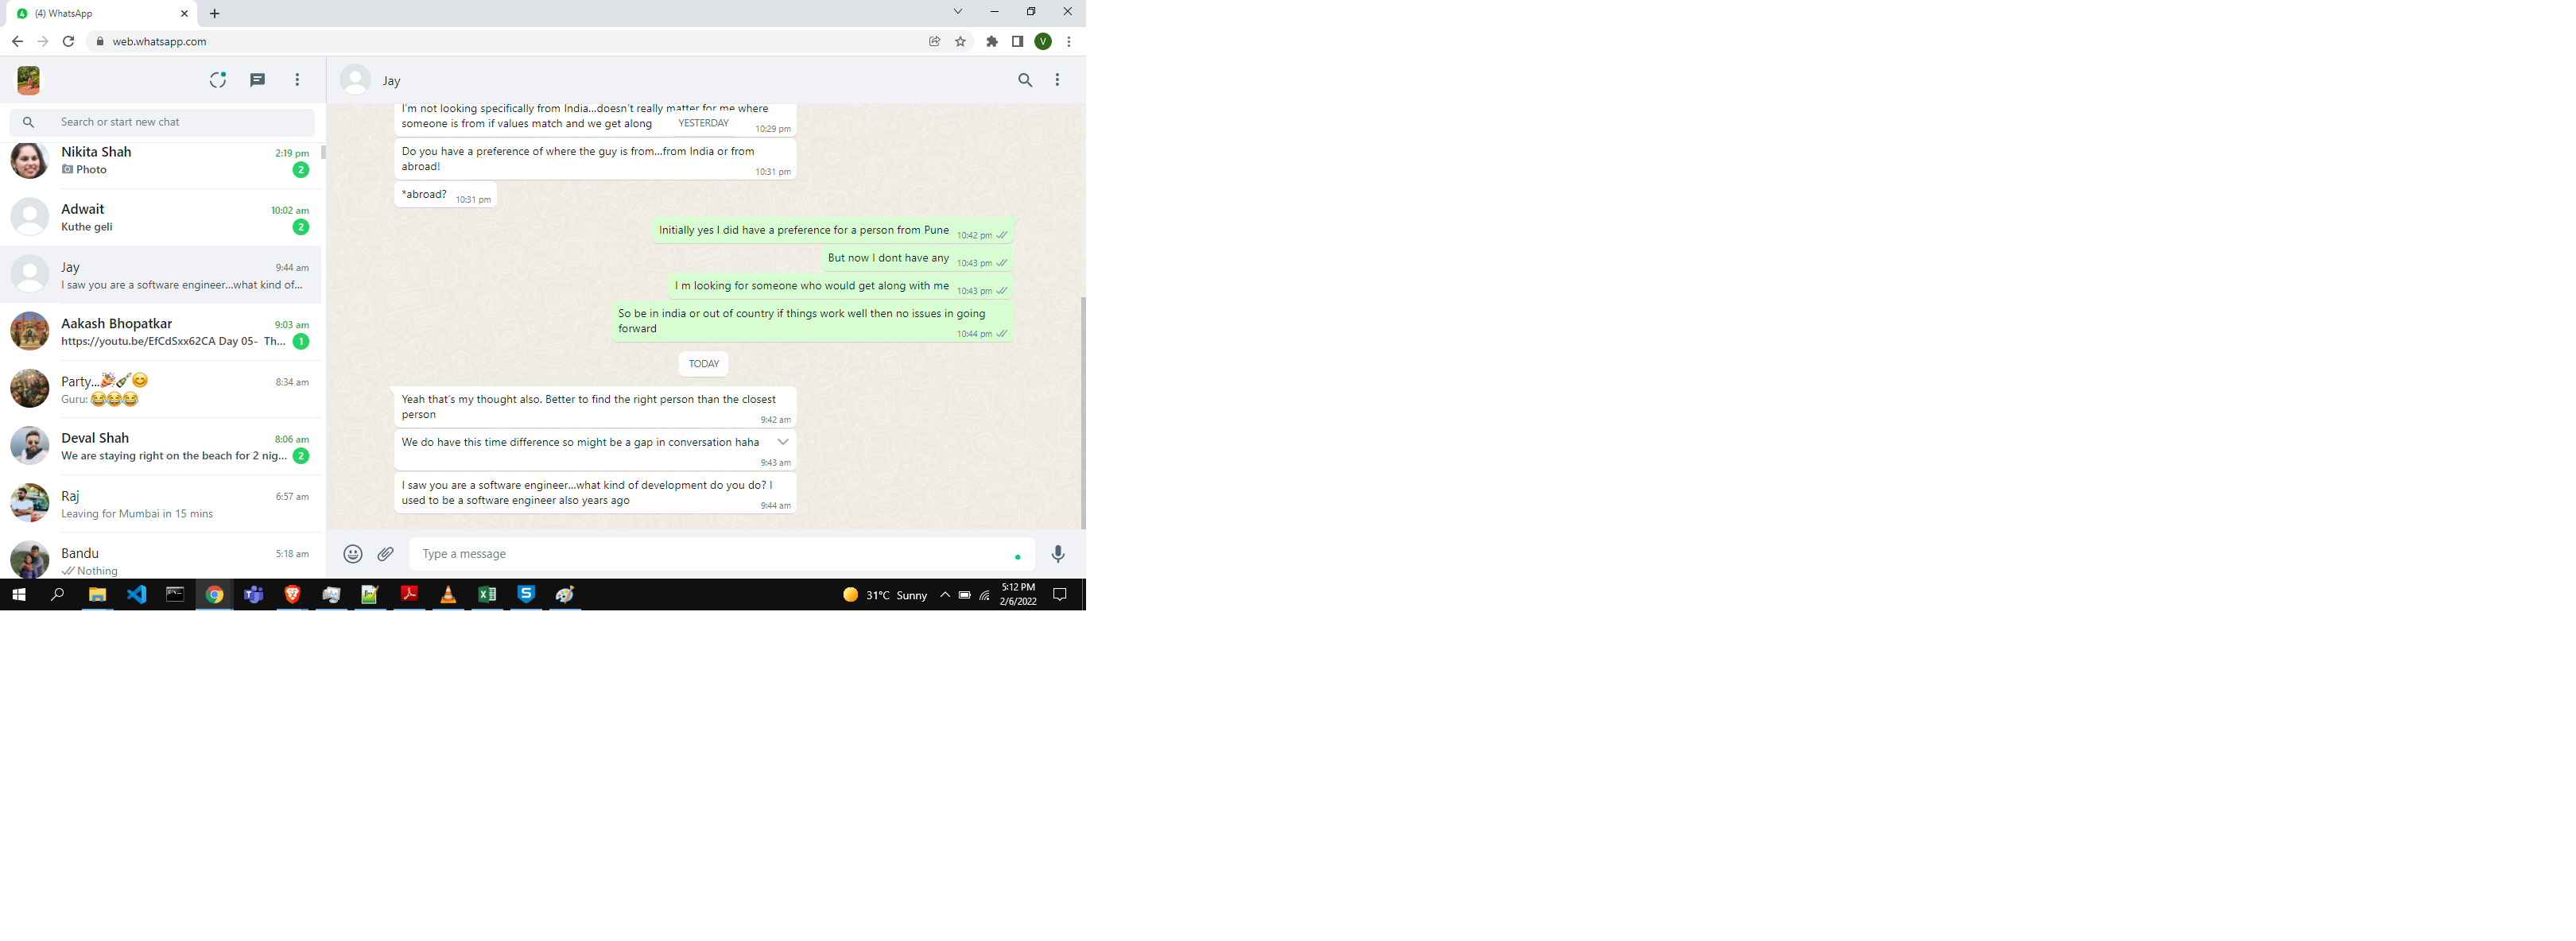 (4) WhatsApp
web.whatsapp.com
V
Jay
Search or start new chat
Nikita Shah
2:19 pm
Photo
2
Adwait
10:02 am
Kuthe geli
2
Jay
9:44 am
I saw you are a software engineer...what kind of...
Aakash Bhopatkar
9:03 am
https://youtu.be/EfCdSxx62CA Day 05- Th...
1
Party...🎉🍾😊
8:34 am
Guru: 😂😂😂
Deval Shah
8:06 am
We are staying right on the beach for 2 nig...
2
Raj
6:57 am
Leaving for Mumbai in 15 mins
Bandu
5:18 am
Nothing
I'm not looking specifically from India...doesn't really matter for me where
someone is from if values match and we get along
10:29 pm
YESTERDAY
Do you have a preference of where the guy is from...from India or from
abroad!
10:31 pm
*abroad?
10:31 pm
Initially yes I did have a preference for a person from Pune
10:42 pm
But now I dont have any
10:43 pm
I m looking for someone who would get along with me
10:43 pm
So be in india or out of country if things work well then no issues in going
forward
10:44 pm
TODAY
Yeah that's my thought also. Better to find the right person than the closest
person
9:42 am
We do have this time difference so might be a gap in conversation haha
9:43 am
I saw you are a software engineer...what kind of development do you do? I
used to be a software engineer also years ago
9:44 am
Type a message
31°C Sunny
5:12 PM
2/6/2022